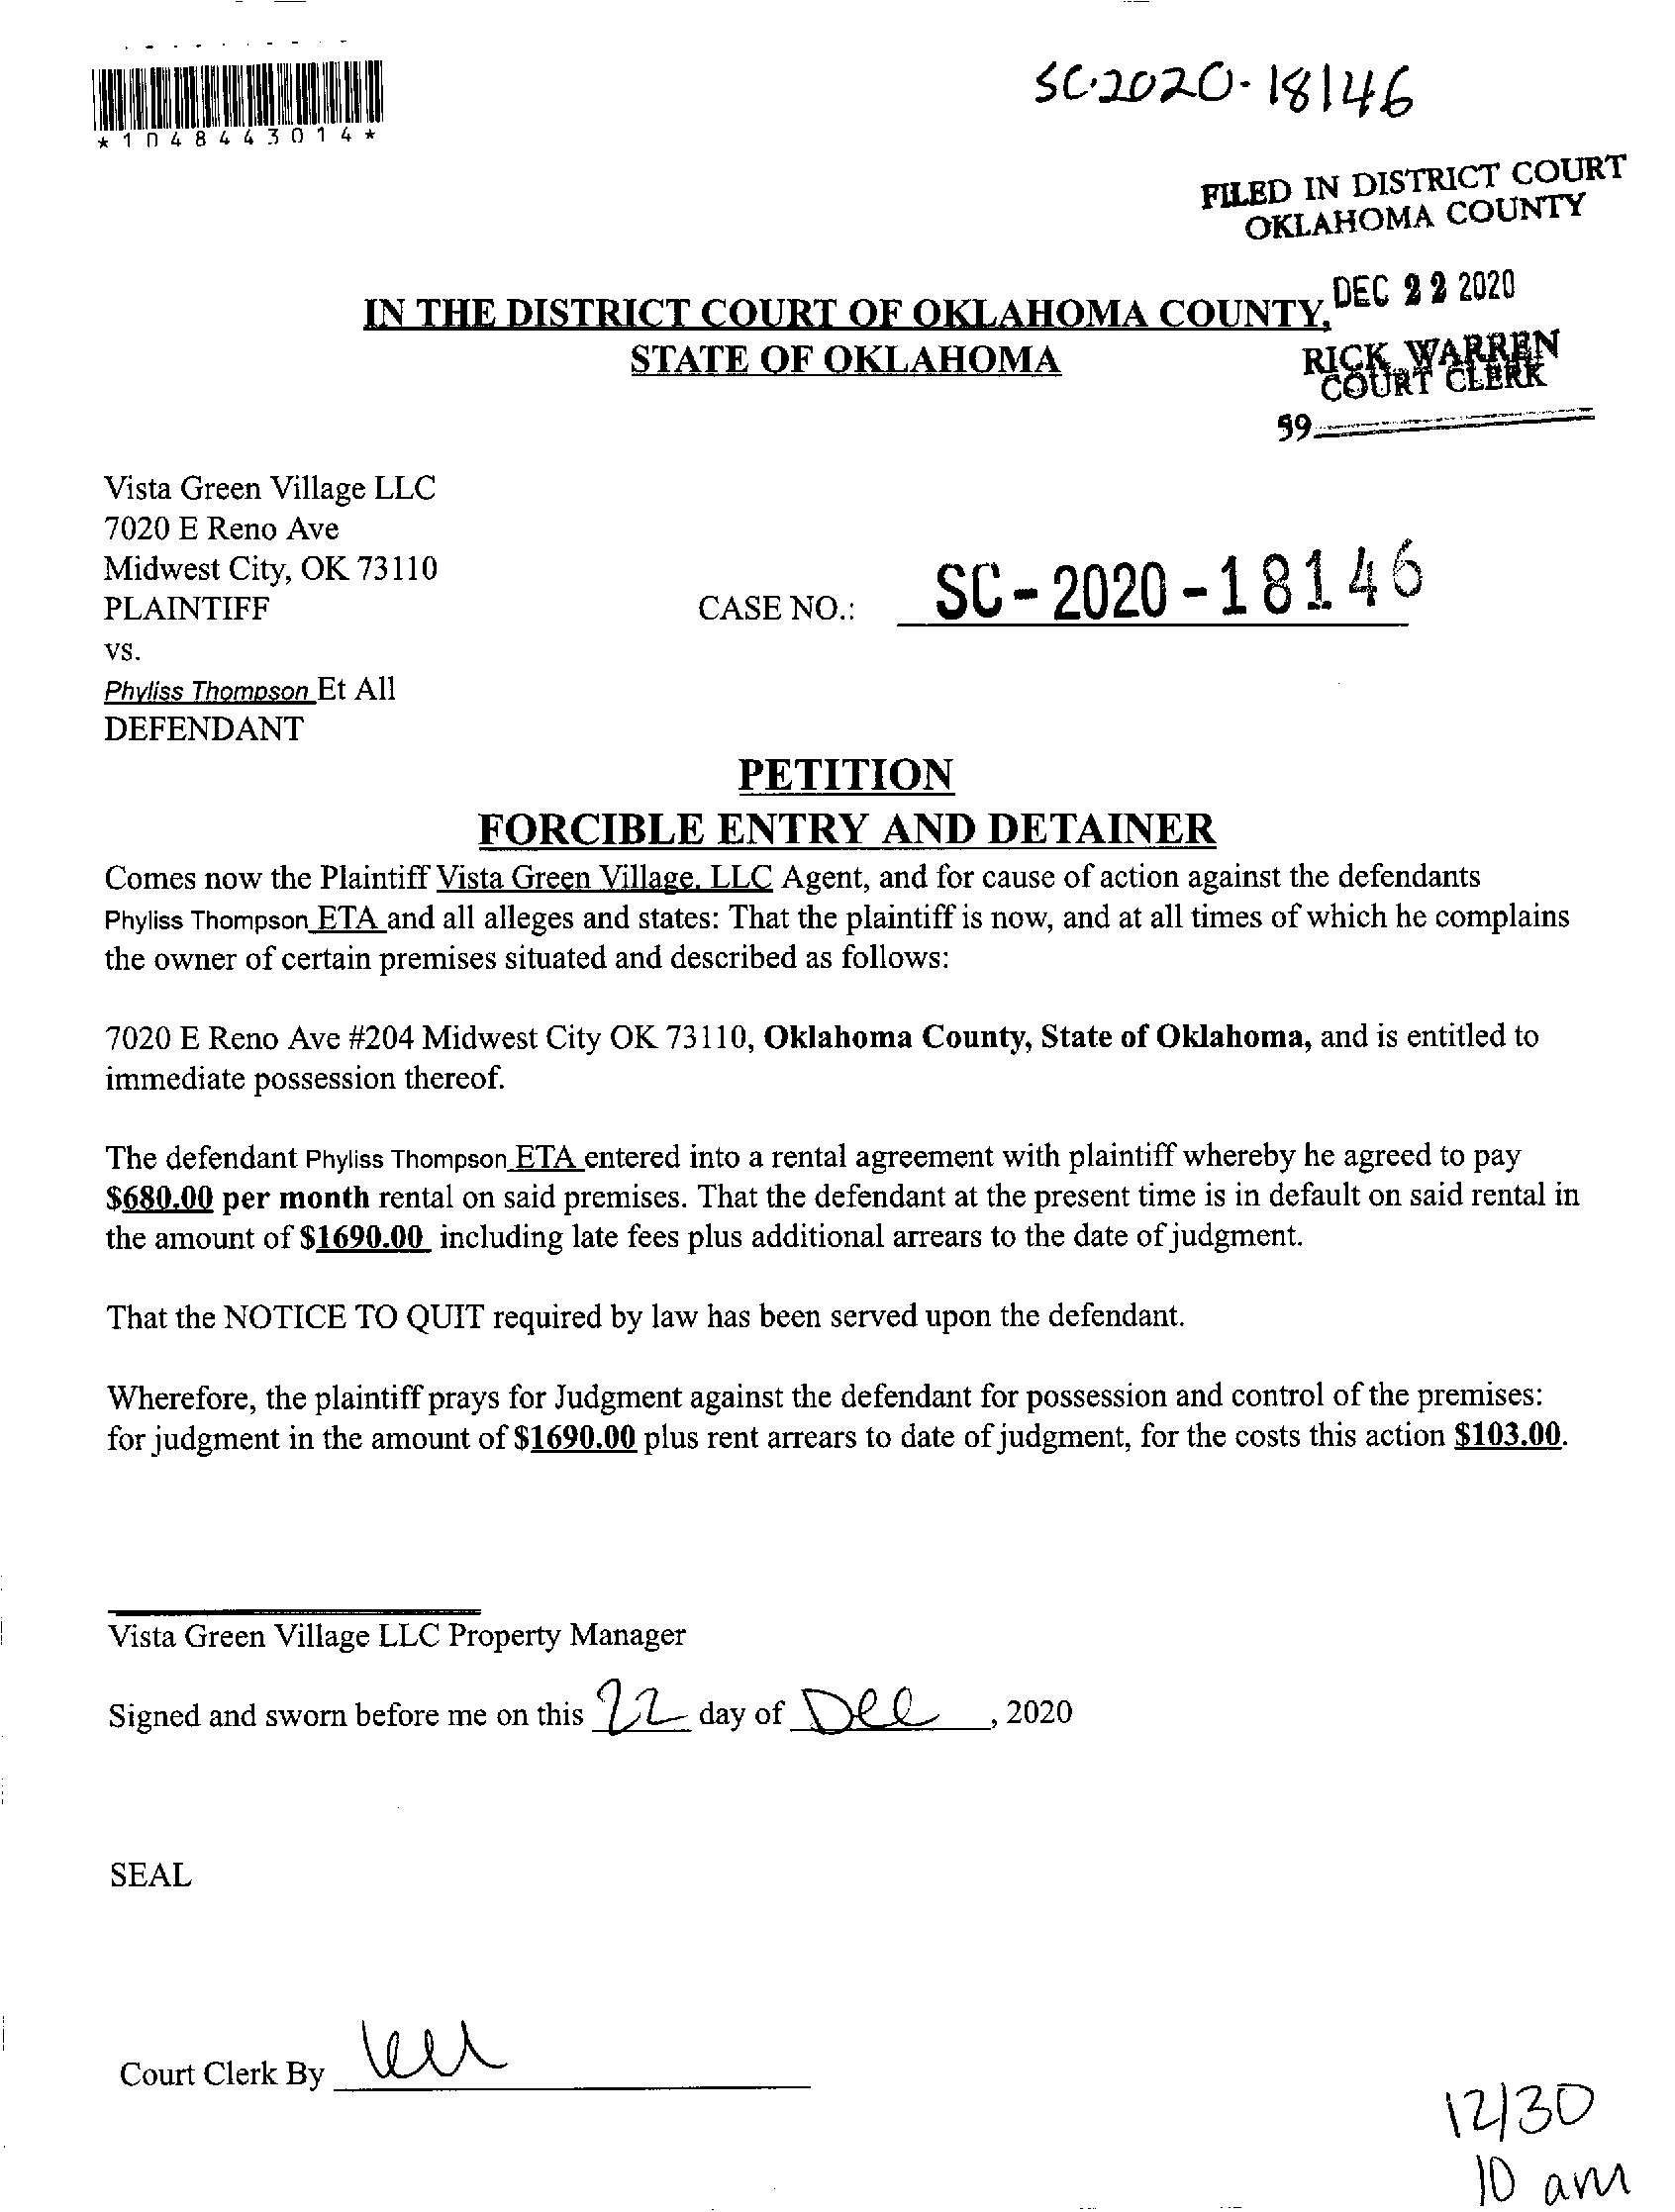 *1048443014*
SC-2020-18146
FILED IN DISTRICT COURT
OKLAHOMA COUNTY
DEC 22 2020
RICK WARREN
COURT CLERK
59
IN THE DISTRICT COURT OF OKLAHOMA COUNTY,
STATE OF OKLAHOMA
Vista Green Village LLC
7020 E Reno Ave
Midwest City, OK 73110
PLAINTIFF
CASE NO.: SC-2020-18146
vs.
Phyliss Thompson Et All
DEFENDANT
PETITION
FORCIBLE ENTRY AND DETAINER
Comes now the Plaintiff Vista Green Village, LLC Agent, and for cause of action against the defendants
Phyliss Thompson ETA and all alleges and states: That the plaintiff is now, and at all times of which he complains
the owner of certain premises situated and described as follows:
7020 E Reno Ave #204 Midwest City OK 73110, Oklahoma County, State of Oklahoma, and is entitled to
immediate possession thereof.
The defendant Phyliss Thompson ETA entered into a rental agreement with plaintiff whereby he agreed to pay
$680.00 per month rental on said premises. That the defendant at the present time is in default on said rental in
the amount of $1690.00 including late fees plus additional arrears to the date of judgment.
That the NOTICE TO QUIT required by law has been served upon the defendant.
Wherefore, the plaintiff prays for Judgment against the defendant for possession and control of the premises:
for judgment in the amount of $1690.00 plus rent arrears to date of judgment, for the costs this action $103.00.
Vista Green Village LLC Property Manager
Signed and sworn before me on this 22 day of Dec, 2020
SEAL
Court Clerk By
12/30
10 am